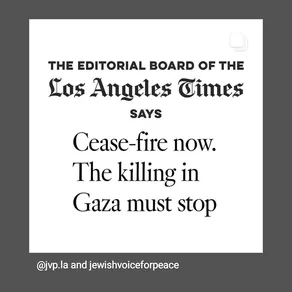 THE EDITORIAL BOARD OF THE
Los Angeles Times
SAYS
Cease-fire now.
The killing in
Gaza must stop
@jvp.la and jewishvoiceforpeace